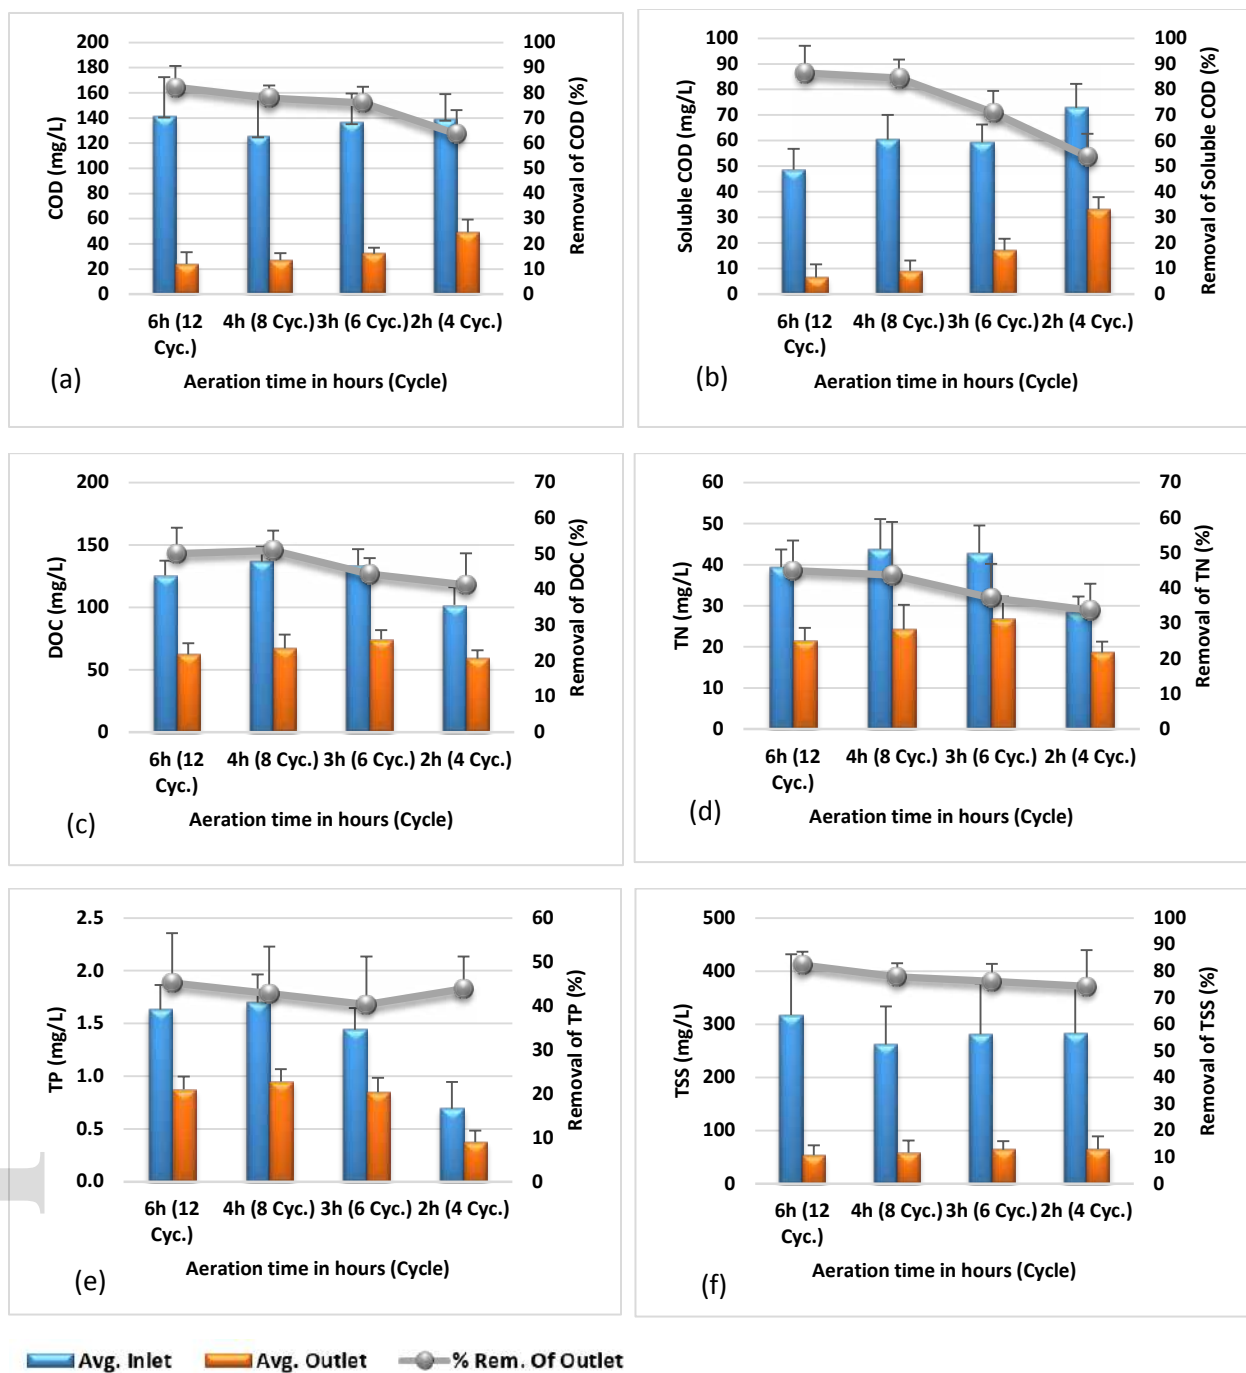 200
180
160
140
120
100
80
60
40
20
0
COD (mg/L)
100
90
80
70
60
50
40
30
20
10
0
Removal of COD (%)
6h (12 Cyc.)
4h (8 Cyc.)
3h (6 Cyc.)
2h (4 Cyc.)
Aeration time in hours (Cycle)
(a)
100
90
80
70
60
50
40
30
20
10
0
Soluble COD (mg/L)
100
90
80
70
60
50
40
30
20
10
0
Removal of Soluble COD (%)
6h (12 Cyc.)
4h (8 Cyc.)
3h (6 Cyc.)
2h (4 Cyc.)
Aeration time in hours (Cycle)
(b)
200
150
100
50
0
DOC (mg/L)
70
60
50
40
30
20
10
0
Removal of DOC (%)
6h (12 Cyc.)
4h (8 Cyc.)
3h (6 Cyc.)
2h (4 Cyc.)
Aeration time in hours (Cycle)
(c)
60
50
40
30
20
10
0
TN (mg/L)
70
60
50
40
30
20
10
0
Removal of TN (%)
6h (12 Cyc.)
4h (8 Cyc.)
3h (6 Cyc.)
2h (4 Cyc.)
Aeration time in hours (Cycle)
(d)
2.5
2.0
1.5
1.0
0.5
0.0
TP (mg/L)
60
50
40
30
20
10
0
Removal of TP (%)
6h (12 Cyc.)
4h (8 Cyc.)
3h (6 Cyc.)
2h (4 Cyc.)
Aeration time in hours (Cycle)
(e)
500
400
300
200
100
0
TSS (mg/L)
100
90
80
70
60
50
40
30
20
10
0
Removal of TSS (%)
6h (12 Cyc.)
4h (8 Cyc.)
3h (6 Cyc.)
2h (4 Cyc.)
Aeration time in hours (Cycle)
(f)
Avg. Inlet
Avg. Outlet
% Rem. Of Outlet